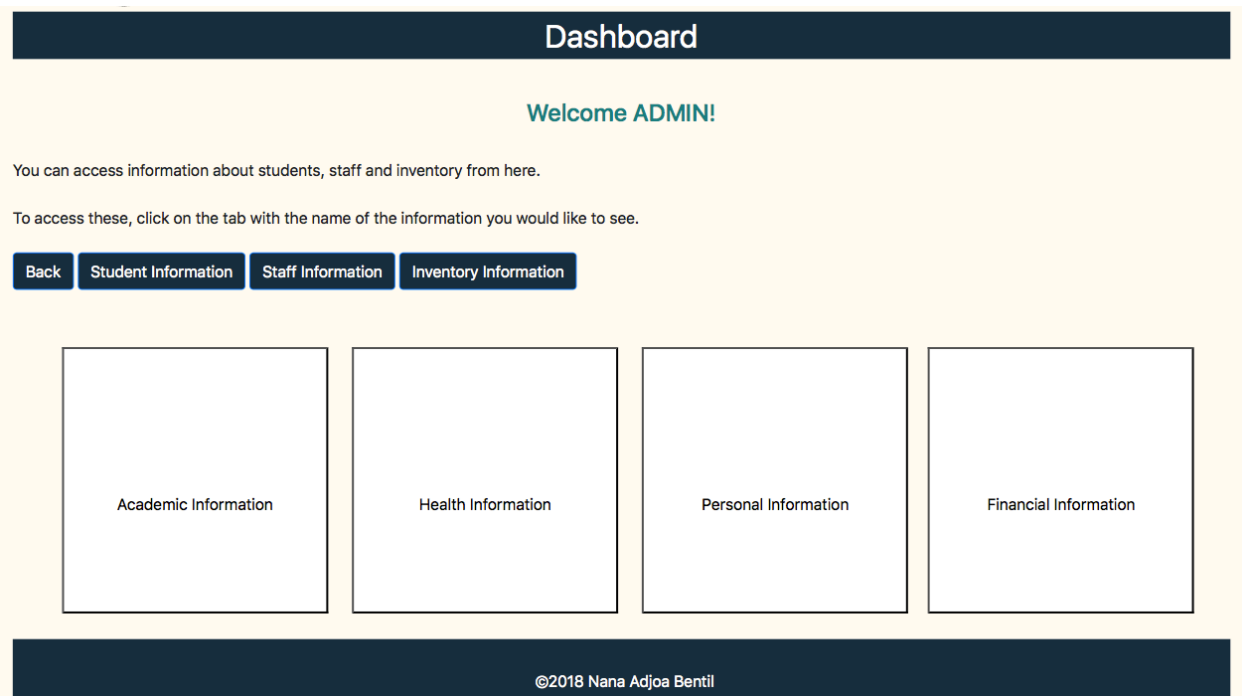 Dashboard
Welcome ADMIN!
You can access information about students, staff and inventory from here.
To access these, click on the tab with the name of the information you would like to see.
Back Student Information Staff Information Inventory Information
Academic Information Health Information Personal Information Financial Information
©2018 Nana Adjoa Bentil